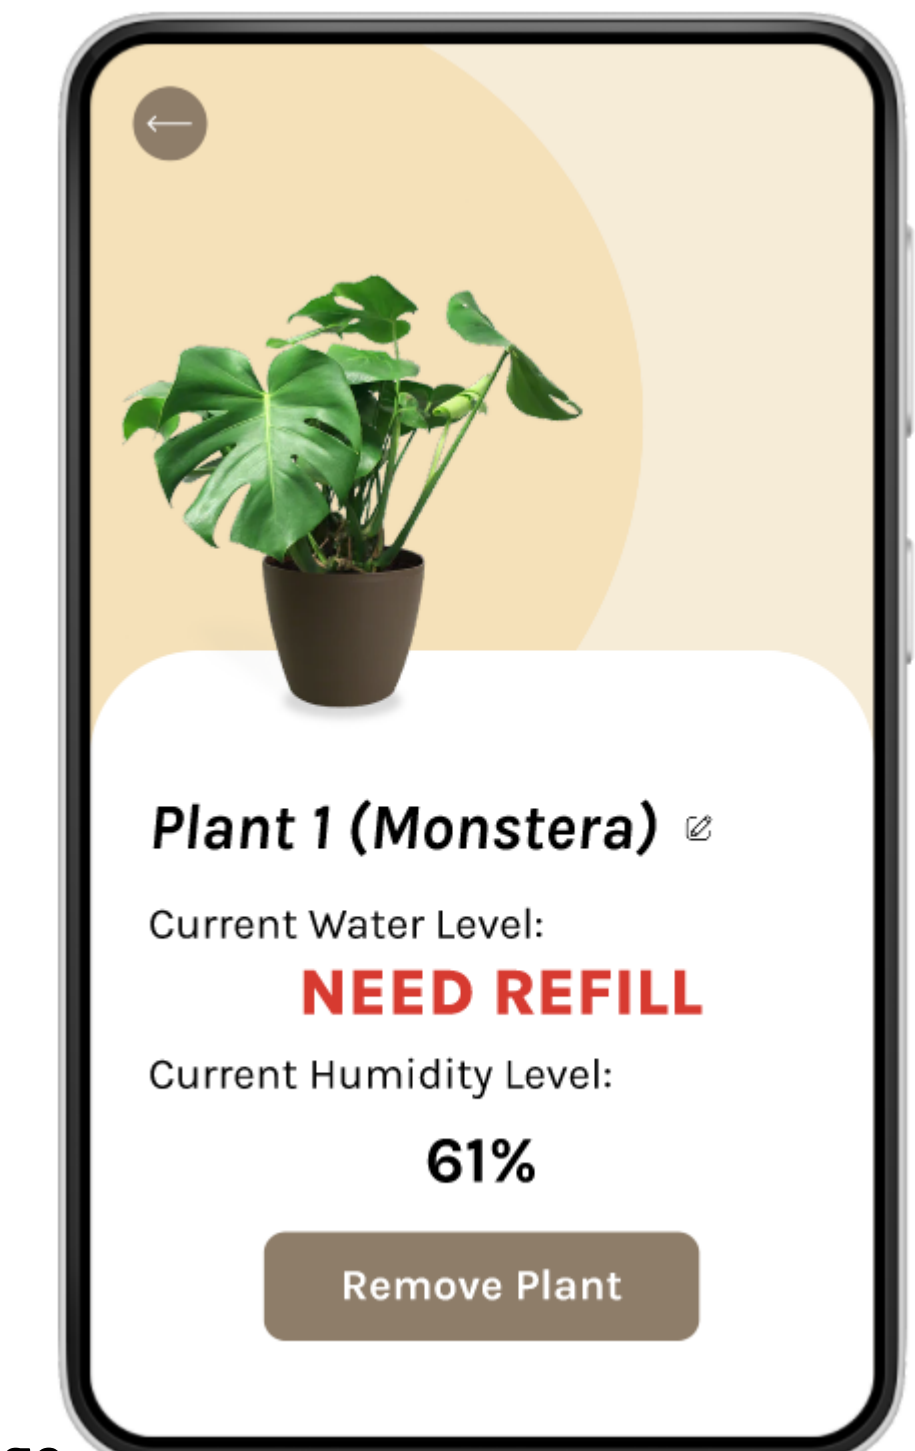 Plant 1 (Monstera)
Current Water Level:
NEED REFILL
Current Humidity Level:
61%
Remove Plant